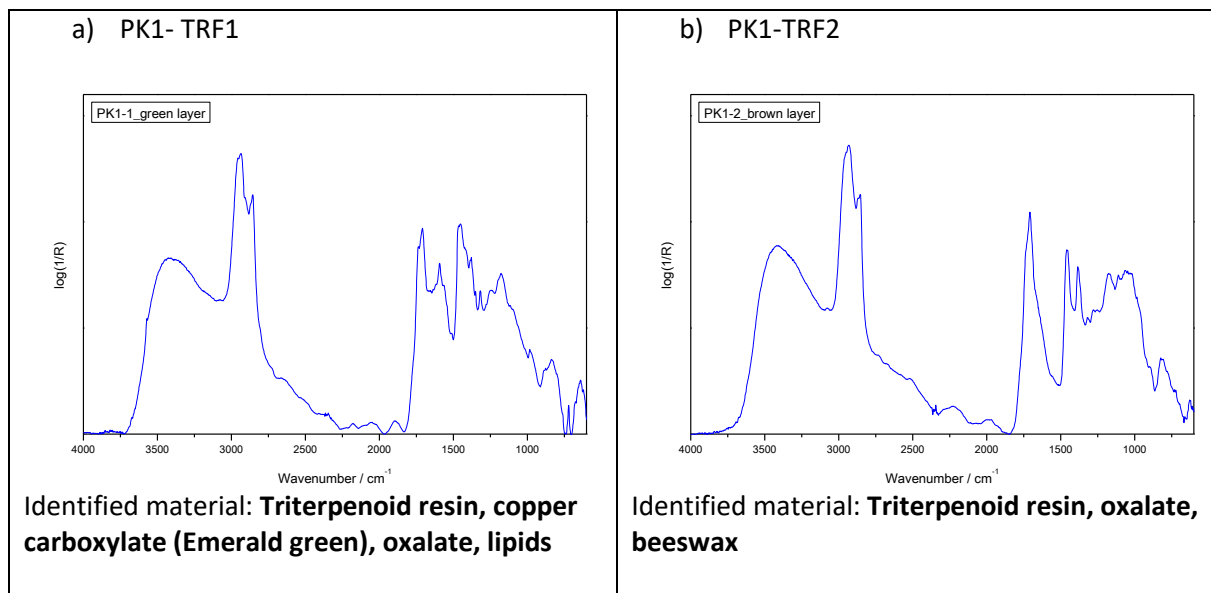 a) PK1- TRF1
PK1-1_green layer
log(1/R)
4000 3500 3000 2500 2000 1500 1000
Wavenumber / cm-1
Identified material: Triterpenoid resin, copper
carboxylate (Emerald green), oxalate, lipids
b) PK1-TRF2
PK1-2_brown layer
log(1/R)
4000 3500 3000 2500 2000 1500 1000
Wavenumber / cm-1
Identified material: Triterpenoid resin, oxalate,
beeswax